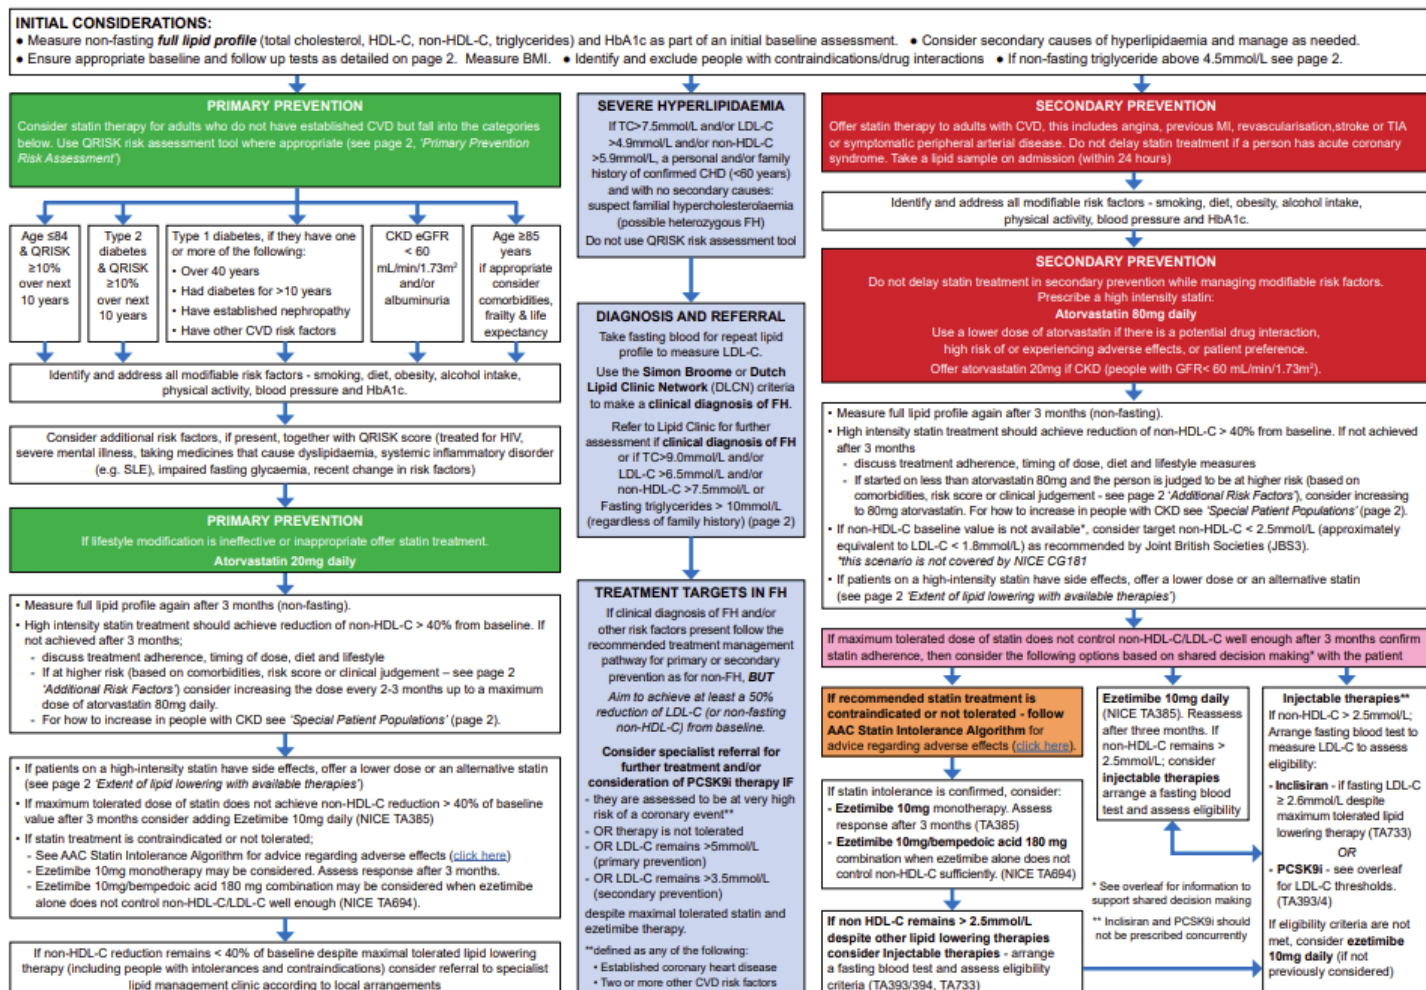 INITIAL CONSIDERATIONS:
● Measure non-fasting full lipid profile (total cholesterol, HDL-C, non-HDL-C, triglycerides) and HbA1c as part of an initial baseline assessment. ● Consider secondary causes of hyperlipidaemia and manage as needed.
● Ensure appropriate baseline and follow up tests as detailed on page 2. Measure BMI. ● Identify and exclude people with contraindications/drug interactions ● If non-fasting triglyceride above 4.5mmol/L see page 2.
PRIMARY PREVENTION
Consider statin therapy for adults who do not have established CVD but fall into the categories
below. Use QRISK risk assessment tool where appropriate (see page 2, 'Primary Prevention
Risk Assessment')
Age ≤84
& QRISK
≥10%
over next
10 years
Type 2
diabetes
& QRISK
≥10%
over next
10 years
Type 1 diabetes, if they have one
or more of the following:
• Over 40 years
• Had diabetes for >10 years
• Have established nephropathy
• Have other CVD risk factors
CKD eGFR
< 60
mL/min/1.73m²
and/or
albuminuria
Age ≥85
years
if appropriate
consider
comorbidities,
frailty & life
expectancy
Identify and address all modifiable risk factors - smoking, diet, obesity, alcohol intake,
physical activity, blood pressure and HbA1c.
Consider additional risk factors, if present, together with QRISK score (treated for HIV,
severe mental illness, taking medicines that cause dyslipidaemia, systemic inflammatory disorder
(e.g. SLE), impaired fasting glycaemia, recent change in risk factors)
PRIMARY PREVENTION
If lifestyle modification is ineffective or inappropriate offer statin treatment.
Atorvastatin 20mg daily
• Measure full lipid profile again after 3 months (non-fasting).
• High intensity statin treatment should achieve reduction of non-HDL-C > 40% from baseline. If
not achieved after 3 months;
- discuss treatment adherence, timing of dose, diet and lifestyle
- If at higher risk (based on comorbidities, risk score or clinical judgement – see page 2
'Additional Risk Factors') consider increasing the dose every 2-3 months up to a maximum
dose of atorvastatin 80mg daily.
- For how to increase in people with CKD see 'Special Patient Populations' (page 2).
• If patients on a high-intensity statin have side effects, offer a lower dose or an alternative statin
(see page 2 'Extent of lipid lowering with available therapies')
• If maximum tolerated dose of statin does not achieve non-HDL-C reduction > 40% of baseline
value after 3 months consider adding Ezetimibe 10mg daily (NICE TA385)
• If statin treatment is contraindicated or not tolerated;
- See AAC Statin Intolerance Algorithm for advice regarding adverse effects (click here)
- Ezetimibe 10mg monotherapy may be considered. Assess response after 3 months.
- Ezetimibe 10mg/bempedoic acid 180 mg combination may be considered when ezetimibe
alone does not control non-HDL-C/LDL-C well enough (NICE TA694).
If non-HDL-C reduction remains < 40% of baseline despite maximal tolerated lipid lowering
therapy (including people with intolerances and contraindications) consider referral to specialist
lipid management clinic according to local arrangements
SEVERE HYPERLIPIDAEMIA
If TC>7.5mmol/L and/or LDL-C
>4.9mmol/L and/or non-HDL-C
>5.9mmol/L, a personal and/or family
history of confirmed CHD (<60 years)
and with no secondary causes:
suspect familial hypercholesterolaemia
(possible heterozygous FH)
Do not use QRISK risk assessment tool
DIAGNOSIS AND REFERRAL
Take fasting blood for repeat lipid
profile to measure LDL-C.
Use the Simon Broome or Dutch
Lipid Clinic Network (DLCN) criteria
to make a clinical diagnosis of FH.
Refer to Lipid Clinic for further
assessment if clinical diagnosis of FH
or if TC>9.0mmol/L and/or
LDL-C >6.5mmol/L and/or
non-HDL-C >7.5mmol/L or
Fasting triglycerides > 10mmol/L
(regardless of family history) (page 2)
TREATMENT TARGETS IN FH
If clinical diagnosis of FH and/or
other risk factors present follow the
recommended treatment management
pathway for primary or secondary
prevention as for non-FH, BUT
Aim to achieve at least a 50%
reduction of LDL-C (or non-fasting
non-HDL-C) from baseline.
Consider specialist referral for
further treatment and/or
consideration of PCSK9i therapy IF
- they are assessed to be at very high
risk of a coronary event**
- OR therapy is not tolerated
- OR LDL-C remains >5mmol/L
(primary prevention)
- OR LDL-C remains >3.5mmol/L
(secondary prevention)
despite maximal tolerated statin and
ezetimibe therapy.
**defined as any of the following:
• Established coronary heart disease
• Two or more other CVD risk factors
SECONDARY PREVENTION
Offer statin therapy to adults with CVD, this includes angina, previous MI, revascularisation,stroke or TIA
or symptomatic peripheral arterial disease. Do not delay statin treatment if a person has acute coronary
syndrome. Take a lipid sample on admission (within 24 hours)
Identify and address all modifiable risk factors - smoking, diet, obesity, alcohol intake,
physical activity, blood pressure and HbA1c.
SECONDARY PREVENTION
Do not delay statin treatment in secondary prevention while managing modifiable risk factors.
Prescribe a high intensity statin:
Atorvastatin 80mg daily
Use a lower dose of atorvastatin if there is a potential drug interaction,
high risk of or experiencing adverse effects, or patient preference.
Offer atorvastatin 20mg if CKD (people with GFR< 60 mL/min/1.73m²).
• Measure full lipid profile again after 3 months (non-fasting).
• High intensity statin treatment should achieve reduction of non-HDL-C > 40% from baseline. If not achieved
after 3 months
- discuss treatment adherence, timing of dose, diet and lifestyle measures
- If started on less than atorvastatin 80mg and the person is judged to be at higher risk (based on
comorbidities, risk score or clinical judgement - see page 2 'Additional Risk Factors'), consider increasing
to 80mg atorvastatin. For how to increase in people with CKD see 'Special Patient Populations' (page 2).
• If non-HDL-C baseline value is not available*, consider target non-HDL-C < 2.5mmol/L (approximately
equivalent to LDL-C < 1.8mmol/L) as recommended by Joint British Societies (JBS3).
*this scenario is not covered by NICE CG181
• If patients on a high-intensity statin have side effects, offer a lower dose or an alternative statin
(see page 2 'Extent of lipid lowering with available therapies')
If maximum tolerated dose of statin does not control non-HDL-C/LDL-C well enough after 3 months confirm
statin adherence, then consider the following options based on shared decision making* with the patient
If recommended statin treatment is
contraindicated or not tolerated - follow
AAC Statin Intolerance Algorithm for
advice regarding adverse effects (click here).
If statin intolerance is confirmed, consider:
- Ezetimibe 10mg monotherapy. Assess
response after 3 months (TA385)
- Ezetimibe 10mg/bempedoic acid 180 mg
combination when ezetimibe alone does not
control non-HDL-C sufficiently. (NICE TA694)
If non HDL-C remains > 2.5mmol/L
despite other lipid lowering therapies
consider Injectable therapies - arrange
a fasting blood test and assess eligibility
criteria (TA393/394, TA733)
Ezetimibe 10mg daily
(NICE TA385). Reassess
after three months. If
non-HDL-C remains >
2.5mmol/L; consider
injectable therapies
arrange a fasting blood
test and assess eligibility
* See overleaf for information to
support shared decision making
** Inclisiran and PCSK9i should
not be prescribed concurrently
Injectable therapies**
If non-HDL-C > 2.5mmol/L;
Arrange fasting blood test to
measure LDL-C to assess
eligibility:
- Inclisiran - if fasting LDL-C
≥ 2.6mmol/L despite
maximum tolerated lipid
lowering therapy (TA733)
OR
- PCSK9i - see overleaf
for LDL-C thresholds.
(TA393/4)
If eligibility criteria are not
met, consider ezetimibe
10mg daily (if not
previously considered)